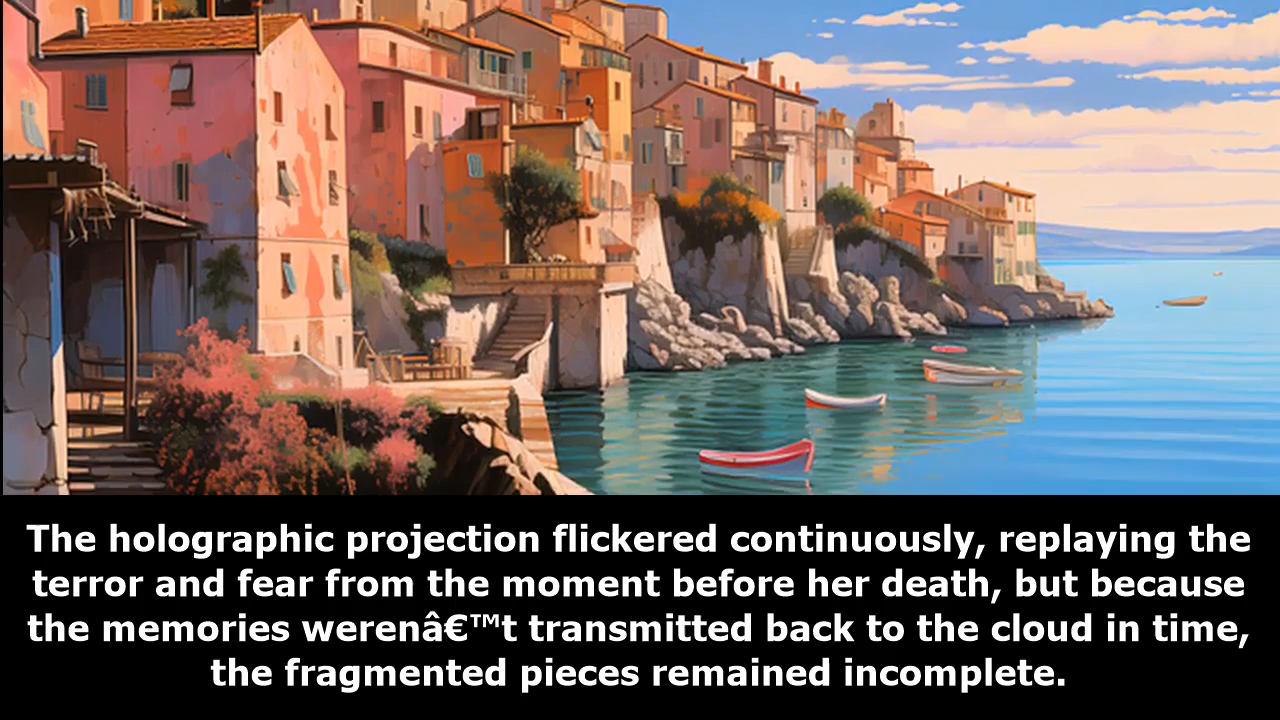 The holographic projection flickered continuously, replaying the
terror and fear from the moment before her death, but because
the memories werenâ€™t transmitted back to the cloud in time,
the fragmented pieces remained incomplete.